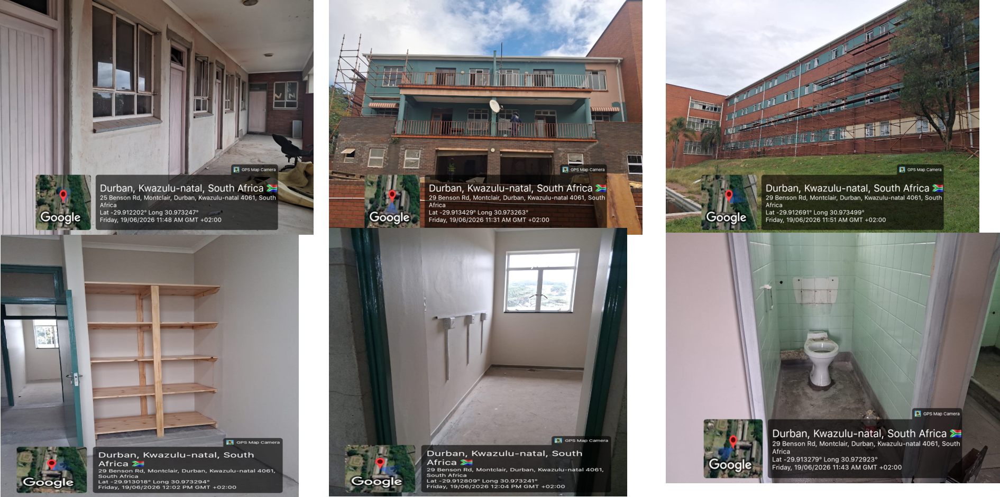 GPS Map Camera
Durban, Kwazulu-natal, South Africa 🇿🇦
25 Benson Rd, Montclair, Durban, Kwazulu-natal 4061, South
Africa
Lat -29.912202° Long 30.973247°
Friday, 19/06/2026 11:48 AM GMT +02:00
Google
GPS Map Camera
Durban, Kwazulu-natal, South Africa 🇿🇦
29 Benson Rd, Montclair, Durban, Kwazulu-natal 4061, South
Africa
Lat -29.913429° Long 30.973263°
Friday, 19/06/2026 11:31 AM GMT +02:00
Google
GPS Map Camera
Durban, Kwazulu-natal, South Africa 🇿🇦
29 Benson Rd, Montclair, Durban, Kwazulu-natal 4061, South
Africa
Lat -29.912691° Long 30.973499°
Friday, 19/06/2026 11:51 AM GMT +02:00
Google
GPS Map Camera
Durban, Kwazulu-natal, South
Africa 🇿🇦
29 Benson Rd, Montclair, Durban, Kwazulu-natal 4061,
South Africa
Lat -29.913018° Long 30.973294°
Friday, 19/06/2026 12:02 PM GMT +02:00
Google
GPS Map Camera
Durban, Kwazulu-natal, South
Africa 🇿🇦
29 Benson Rd, Montclair, Durban, Kwazulu-natal 4061,
South Africa
Lat -29.912809° Long 30.973241°
Friday, 19/06/2026 12:04 PM GMT +02:00
Google
GPS Map Camera
Durban, Kwazulu-natal, South Africa 🇿🇦
29 Benson Rd, Montclair, Durban, Kwazulu-natal 4061, South
Africa
Lat -29.913279° Long 30.972923°
Friday, 19/06/2026 11:43 AM GMT +02:00
Google